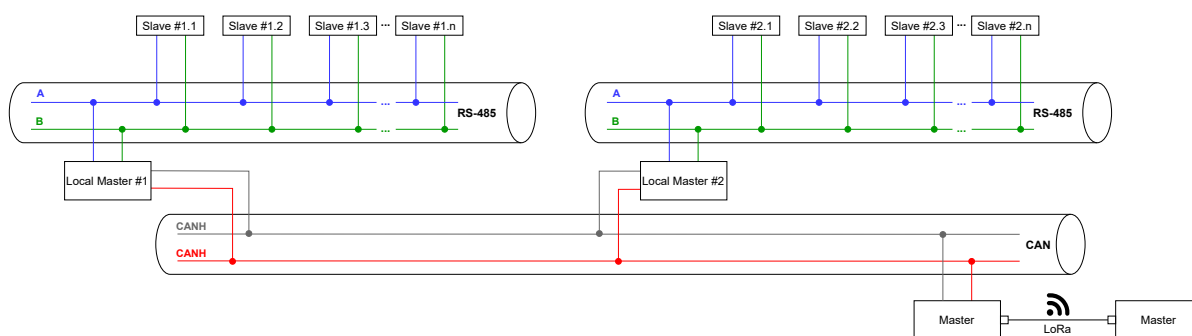 Slave #1.1
Slave #1.2
Slave #1.3
...
Slave #1.n
Slave #2.1
Slave #2.2
Slave #2.3
...
Slave #2.n
A
...
RS-485
B
...
A
...
RS-485
B
...
Local Master #1
Local Master #2
CANH
CAN
CANH
Master
LoRa
Master